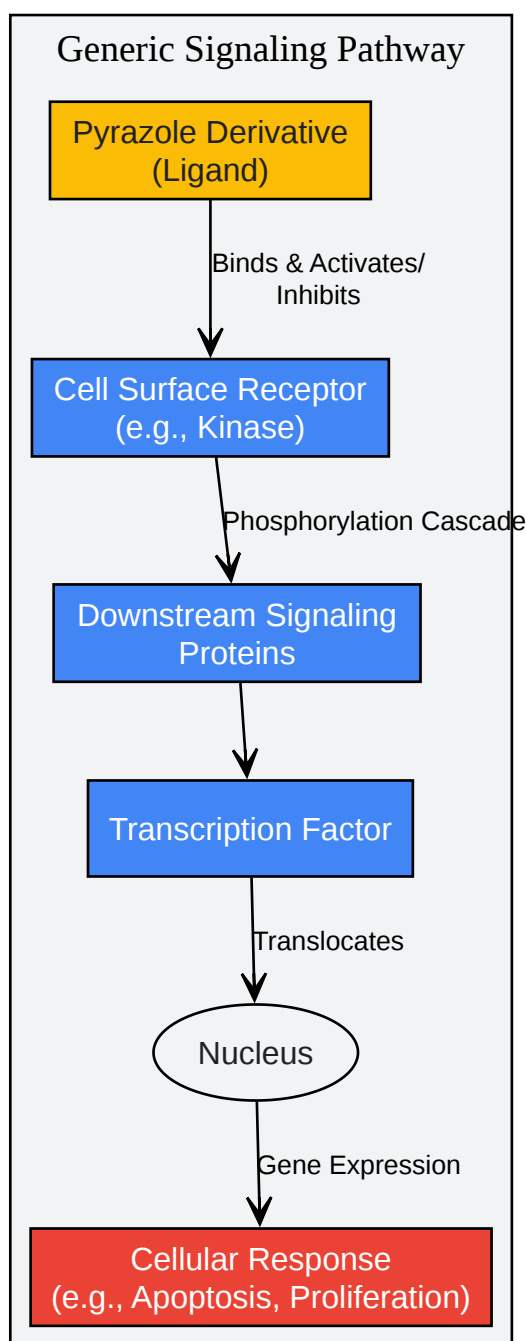 Generic Signaling Pathway
Pyrazole Derivative
(Ligand)
Binds & Activates/
Inhibits
Cell Surface Receptor
(e.g., Kinase)
Phosphorylation Cascade
Downstream Signaling
Proteins
Transcription Factor
Translocates
Nucleus
Gene Expression
Cellular Response
(e.g., Apoptosis, Proliferation)